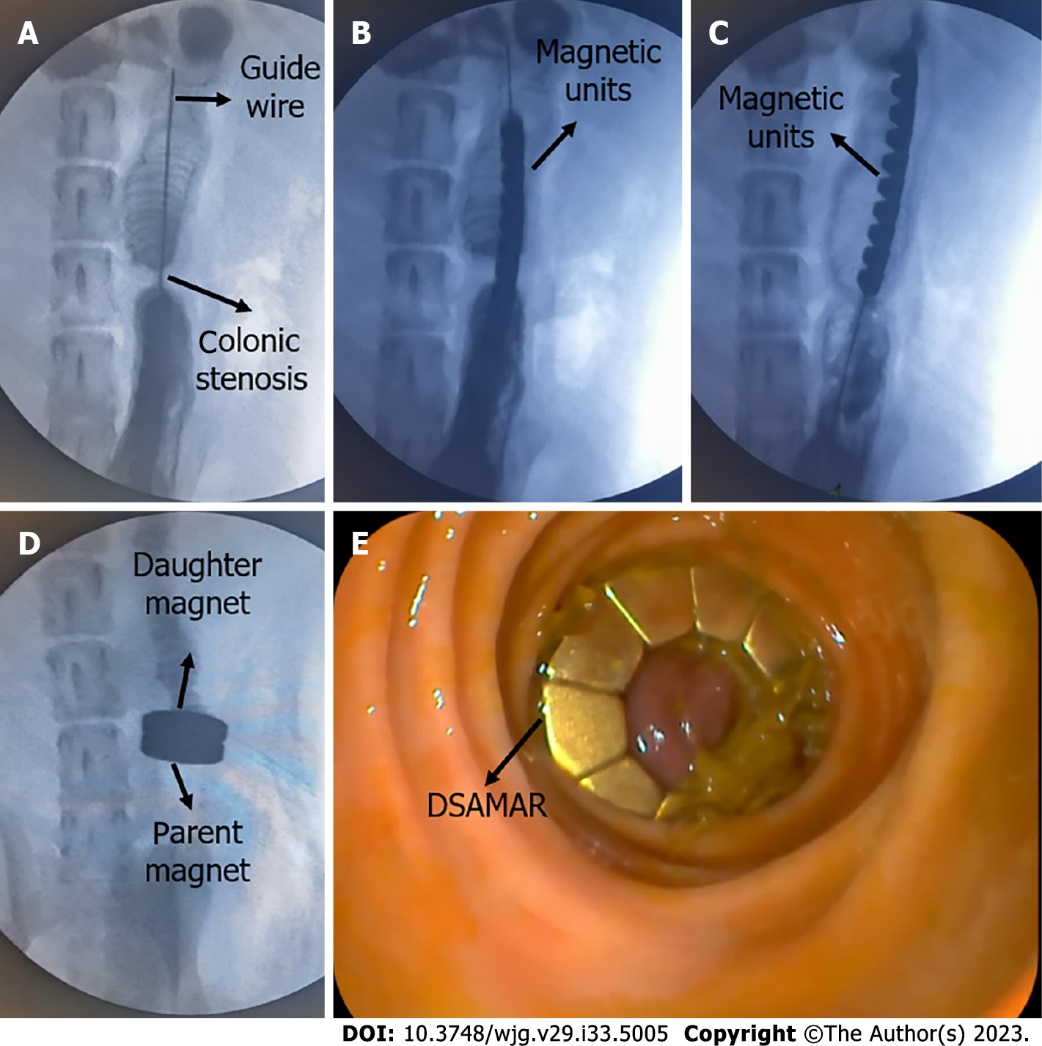 A
Guide
wire
Colonic
stenosis
B
Magnetic
units
C
Magnetic
units
D
Daughter
magnet
Parent
magnet
E
DSAMAR
DOI: 10.3748/wjg.v29.i33.5005 Copyright ©The Author(s) 2023.